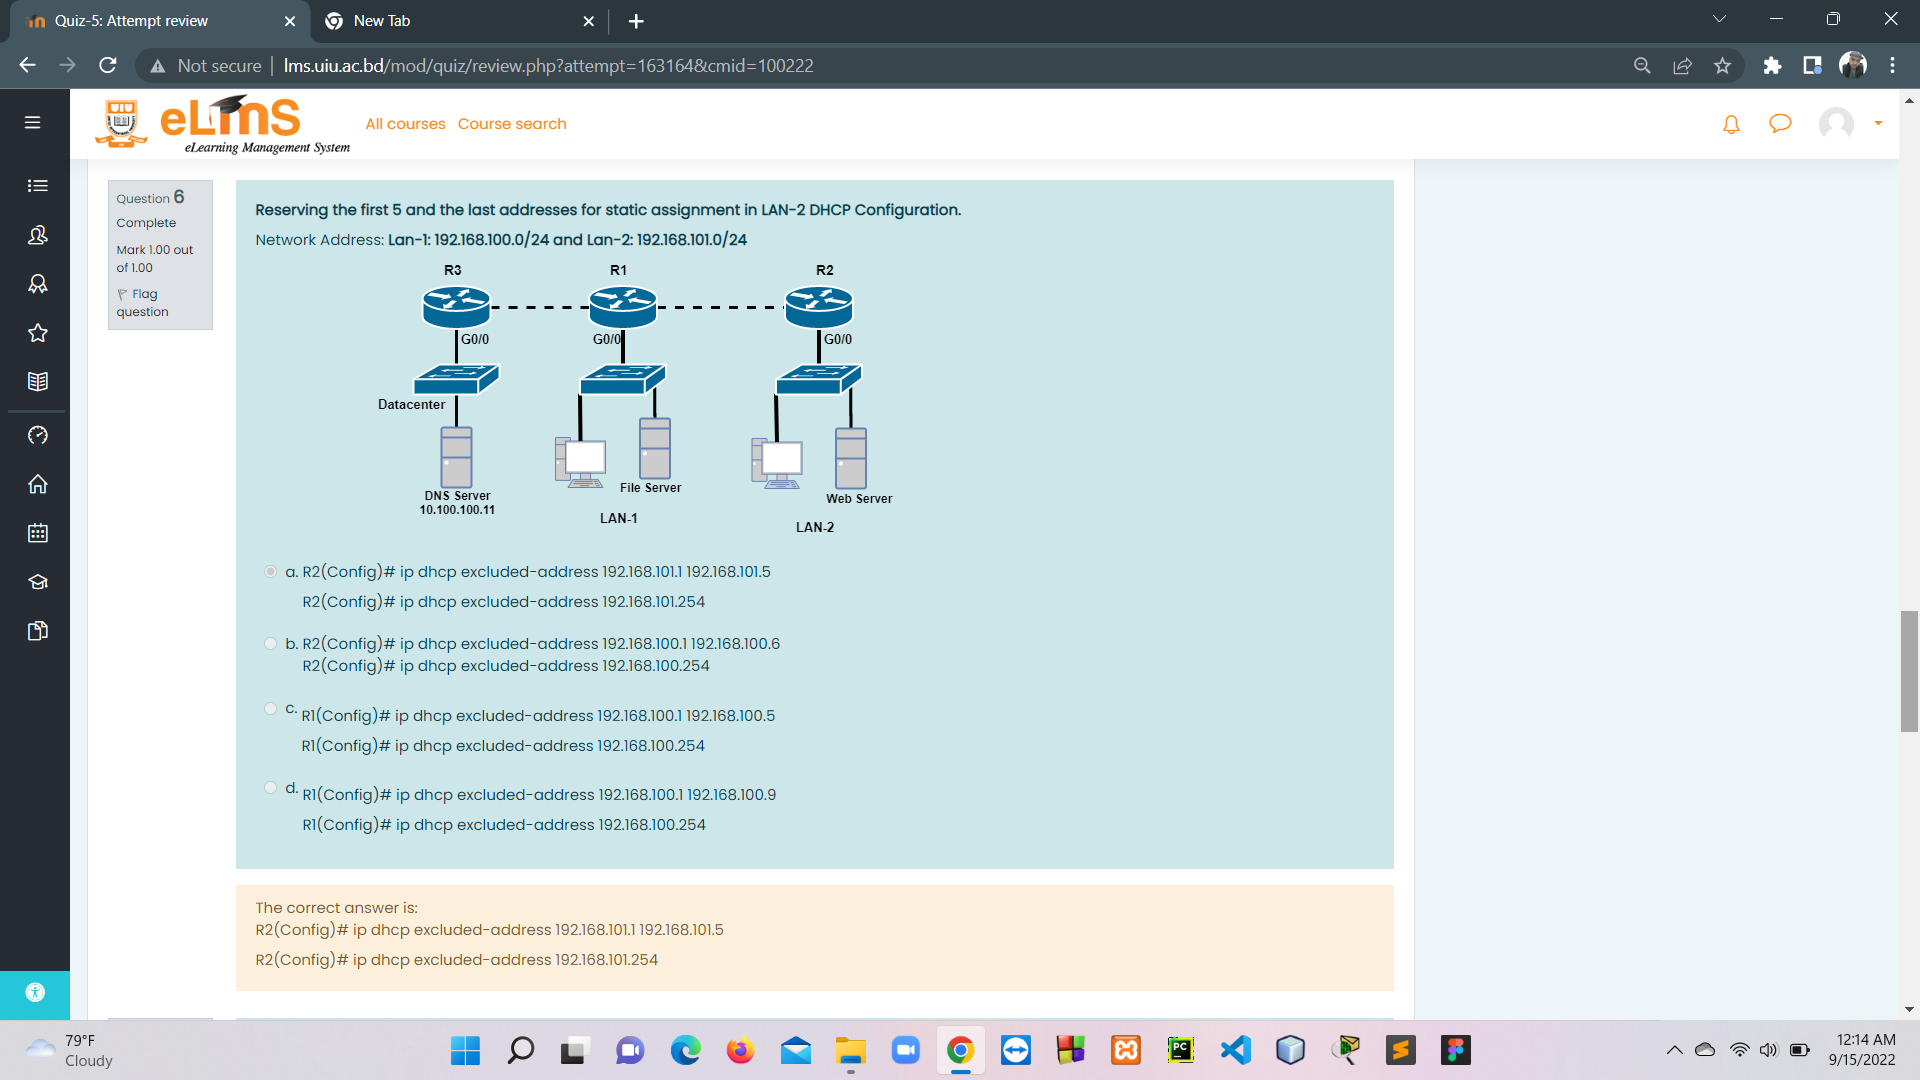 Quiz-5: Attempt review
New Tab
Not secure
lms.uiu.ac.bd/mod/quiz/review.php?attempt=163164&cmid=100222
UIU
eLmS
eLearning Management System
All courses Course search
Question 6
Complete
Mark 1.00 out
of 1.00
Flag
question
Reserving the first 5 and the last addresses for static assignment in LAN-2 DHCP Configuration.
Network Address: Lan-1: 192.168.100.0/24 and Lan-2: 192.168.101.0/24
R3 R1 R2
G0/0 G0/0 G0/0
Datacenter
DNS Server
10.100.100.11
File Server
Web Server
LAN-1
LAN-2
a. R2(Config)# ip dhcp excluded-address 192.168.101.1 192.168.101.5
R2(Config)# ip dhcp excluded-address 192.168.101.254
b. R2(Config)# ip dhcp excluded-address 192.168.100.1 192.168.100.6
R2(Config)# ip dhcp excluded-address 192.168.100.254
c. R1(Config)# ip dhcp excluded-address 192.168.100.1 192.168.100.5
R1(Config)# ip dhcp excluded-address 192.168.100.254
d. R1(Config)# ip dhcp excluded-address 192.168.100.1 192.168.100.9
R1(Config)# ip dhcp excluded-address 192.168.100.254
The correct answer is:
R2(Config)# ip dhcp excluded-address 192.168.101.1 192.168.101.5
R2(Config)# ip dhcp excluded-address 192.168.101.254
79°F
Cloudy
PC
12:14 AM
9/15/2022